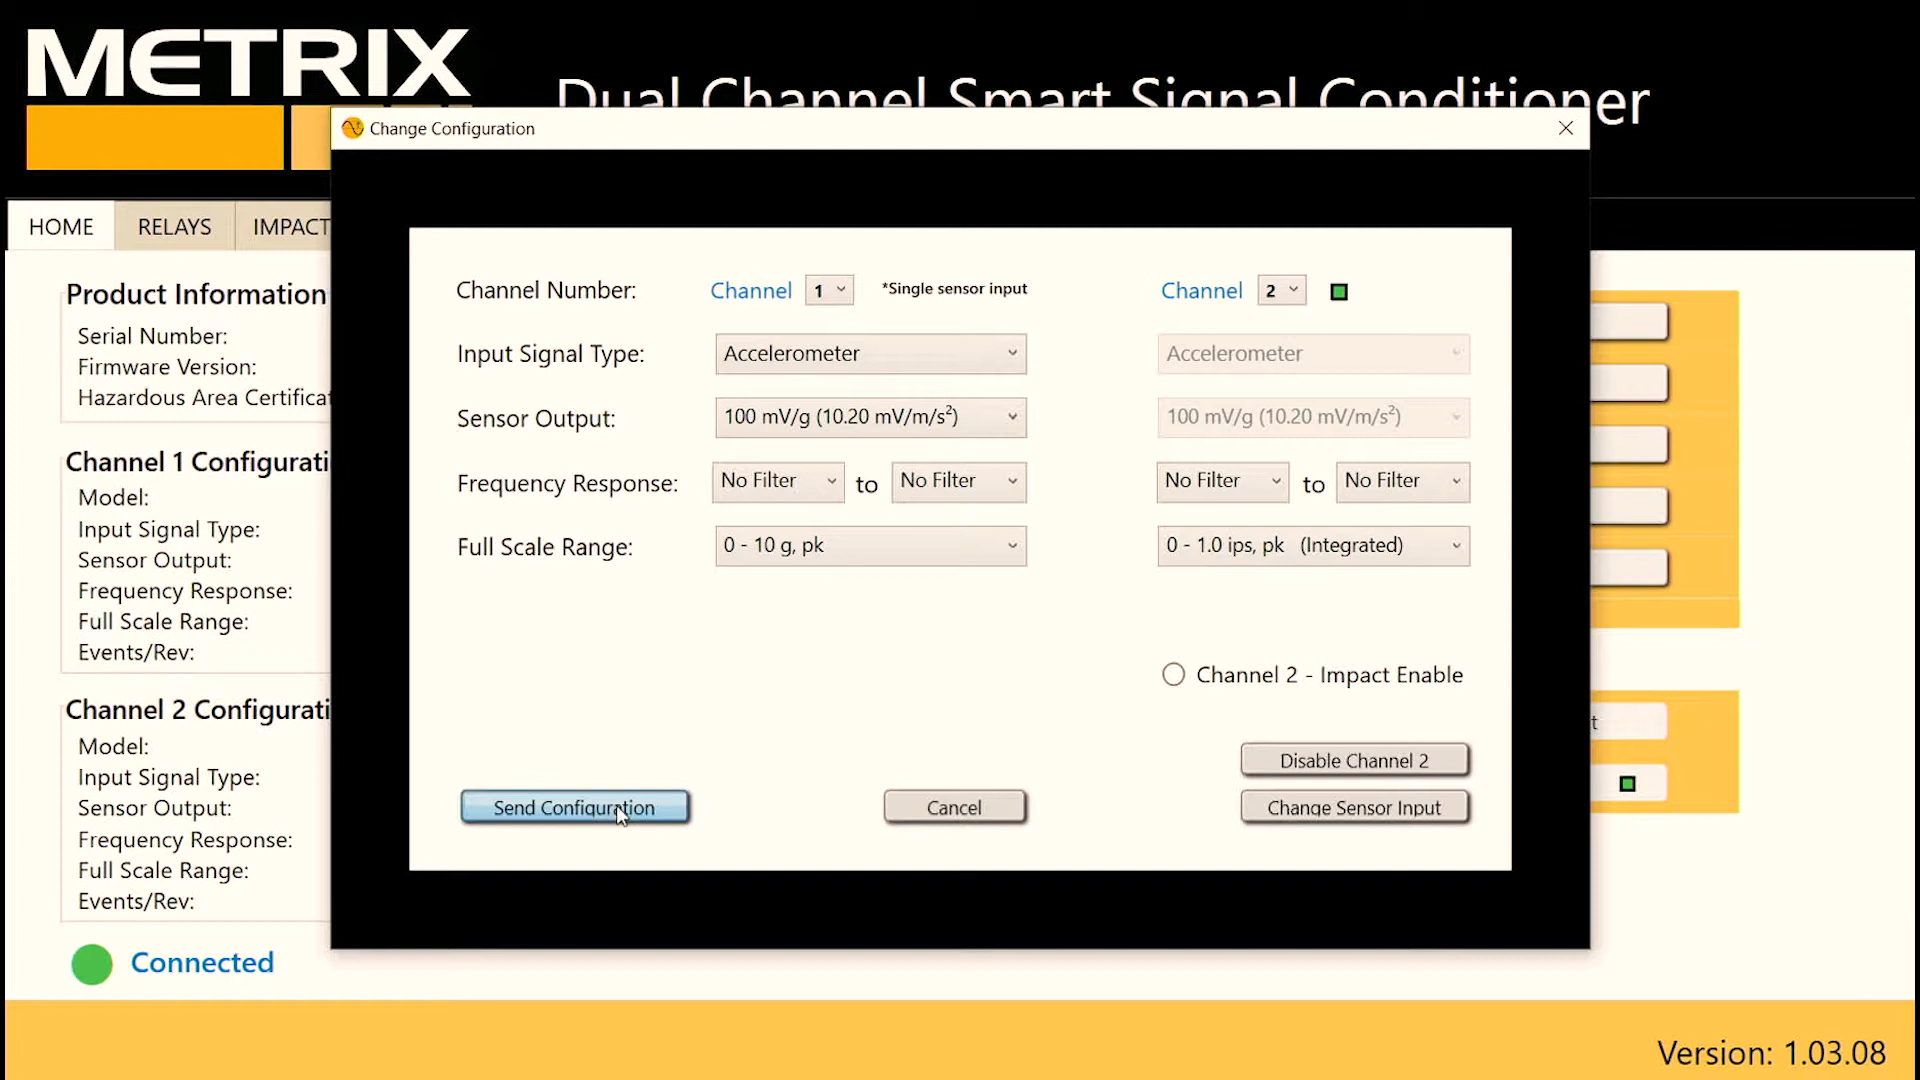 METRIX
Dual Channel Smart Signal Conditioner
Change Configuration
HOME RELAYS IMPACT
Channel Number: Channel 1 *Single sensor input Channel 2
Input Signal Type: Accelerometer Accelerometer
Sensor Output: 100 mV/g (10.20 mV/m/s²) 100 mV/g (10.20 mV/m/s²)
Frequency Response: No Filter to No Filter No Filter to No Filter
Full Scale Range: 0 - 10 g, pk 0 - 1.0 ips, pk (Integrated)
Channel 2 - Impact Enable
Disable Channel 2
Send Configuration Cancel Change Sensor Input
Product Information
Serial Number:
Firmware Version:
Hazardous Area Certificat
Channel 1 Configurati
Model:
Input Signal Type:
Sensor Output:
Frequency Response:
Full Scale Range:
Events/Rev:
Channel 2 Configurati
Model:
Input Signal Type:
Sensor Output:
Frequency Response:
Full Scale Range:
Events/Rev:
t
Connected
Version: 1.03.08